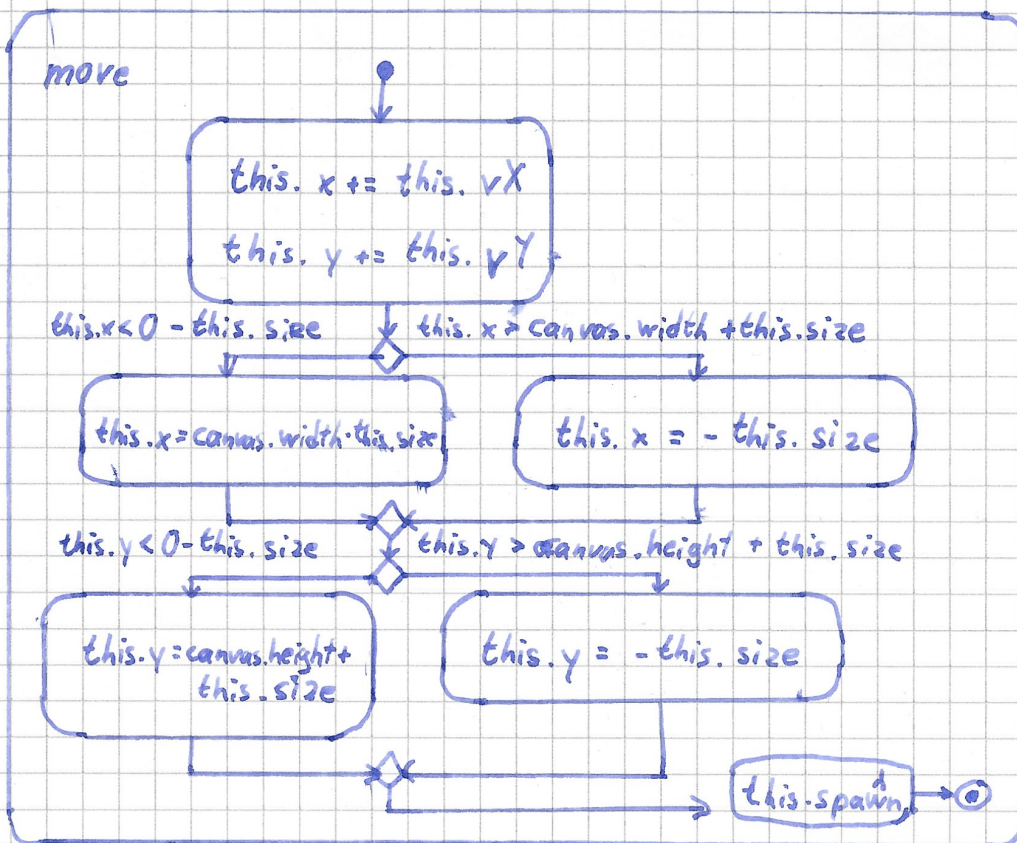 move
this. x += this. vX
this. y += this. vY
this.x < 0 - this. size
this. x > canvas. width + this. size
this. x = canvas. width · this. size
this. x = - this. size
this. y < 0 - this. size
this. y > canvas. height + this. size
this. y = canvas. height +
this. size
this. y = - this. size
this. spawn